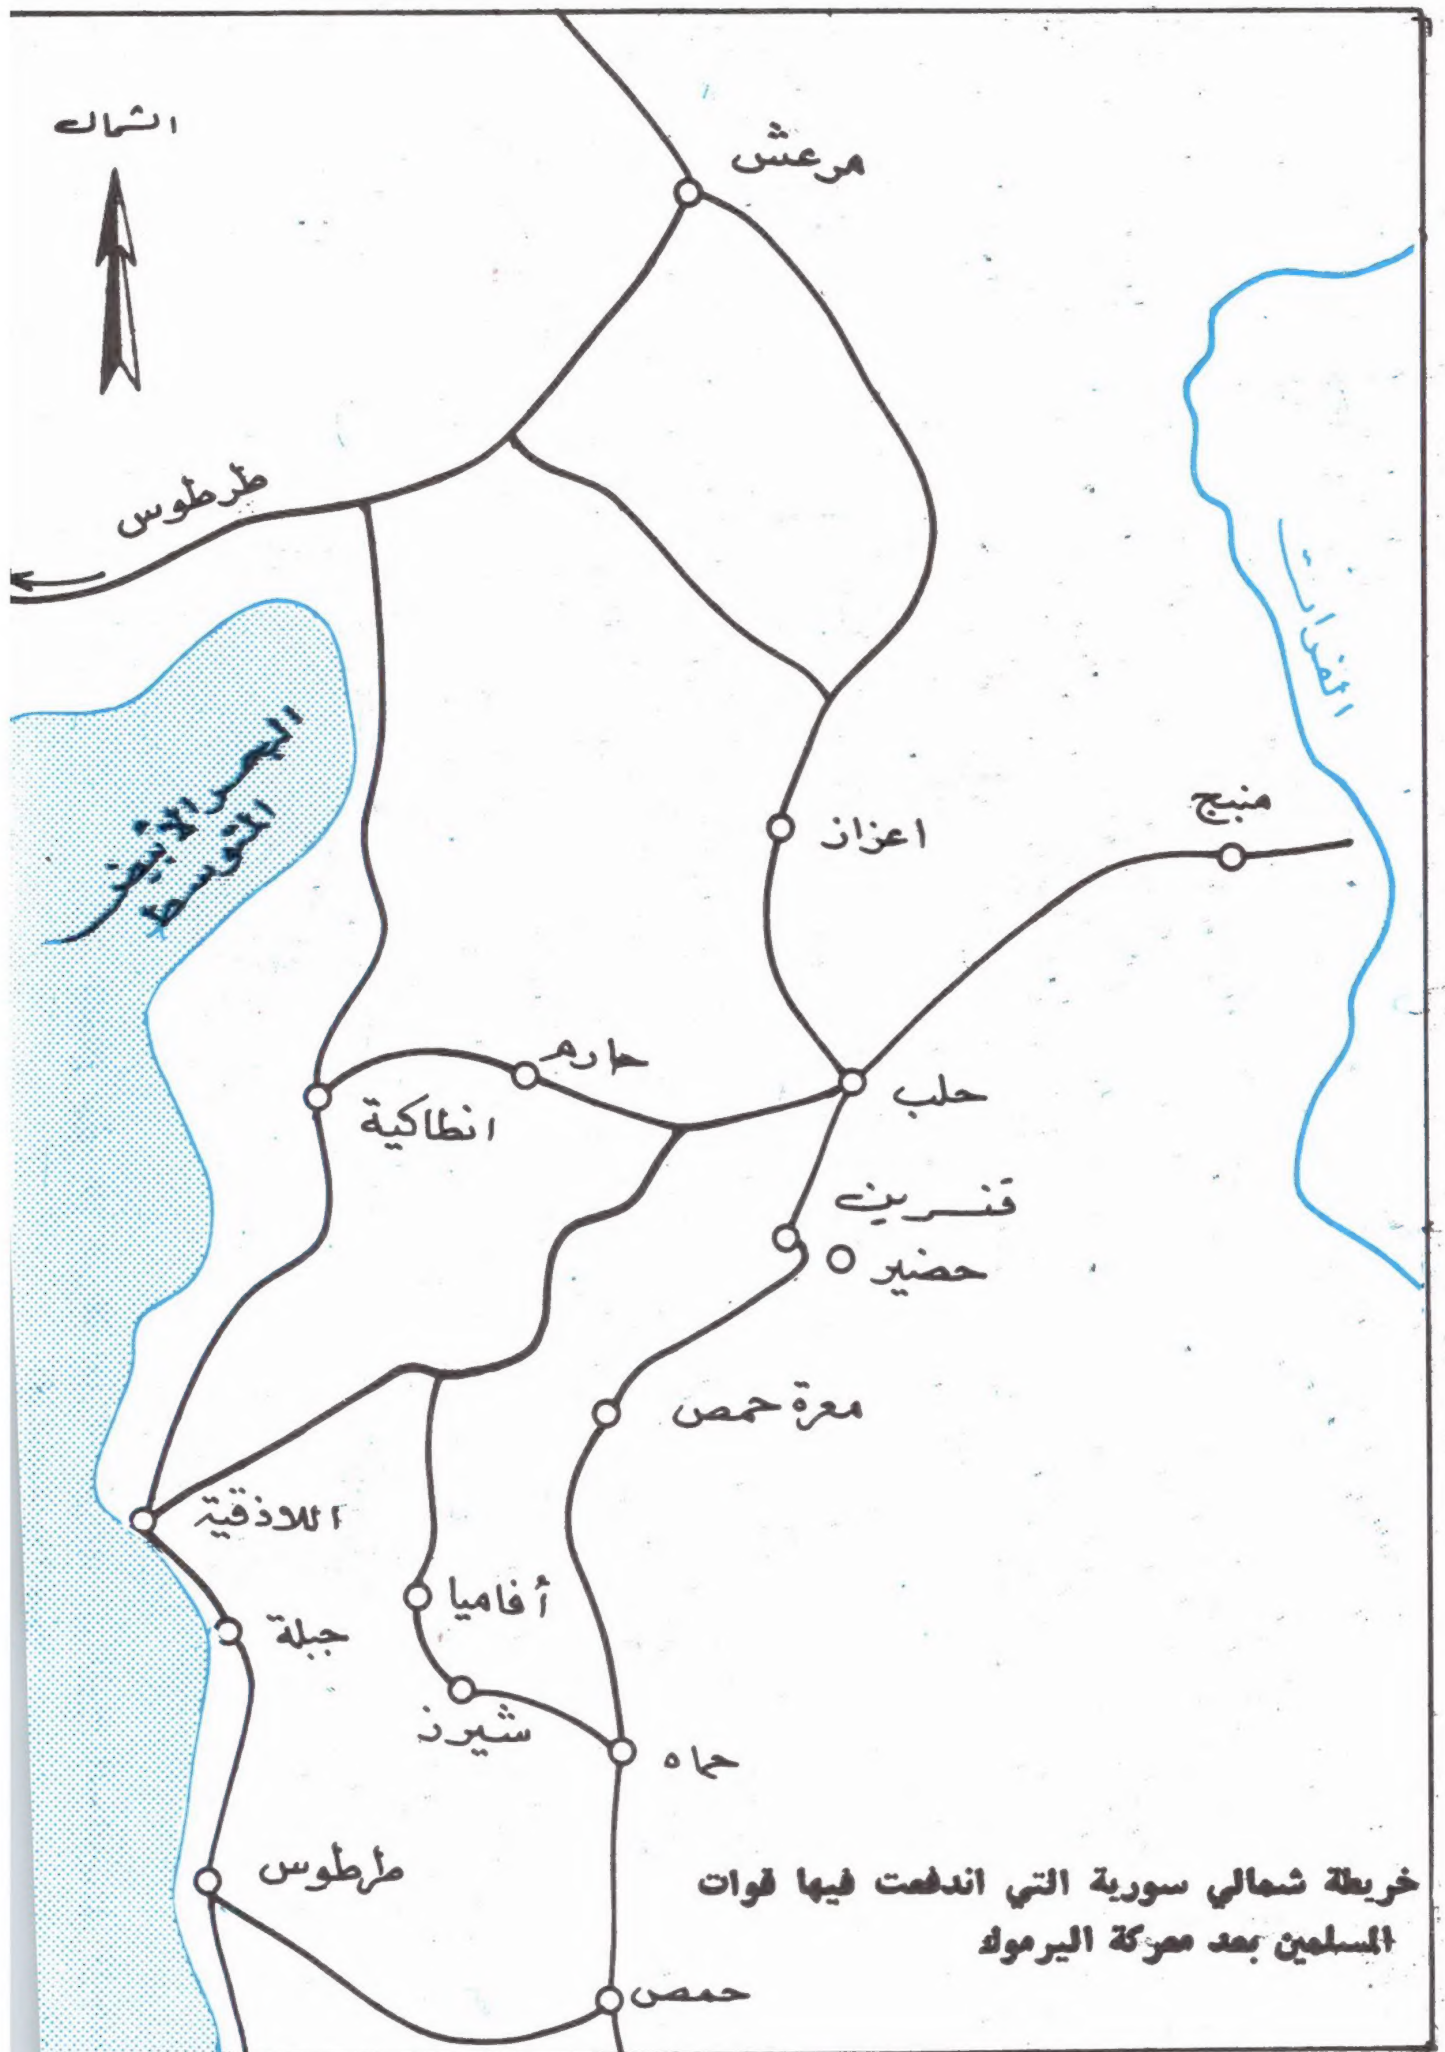 الشمال
مرعش
طرطوس
الفرات
البحر الأبيض
المتوسط
منبج
اعزاز
حارم
حلب
انطاكية
قنسرين
حضير
معرة حمص
اللاذقية
أفاميا
جبلة
شيرز
حماه
طرطوس
خريطة شمالي سورية التي اندفعت فيها قوات
المسلمين بعد معركة اليرموك
حمص